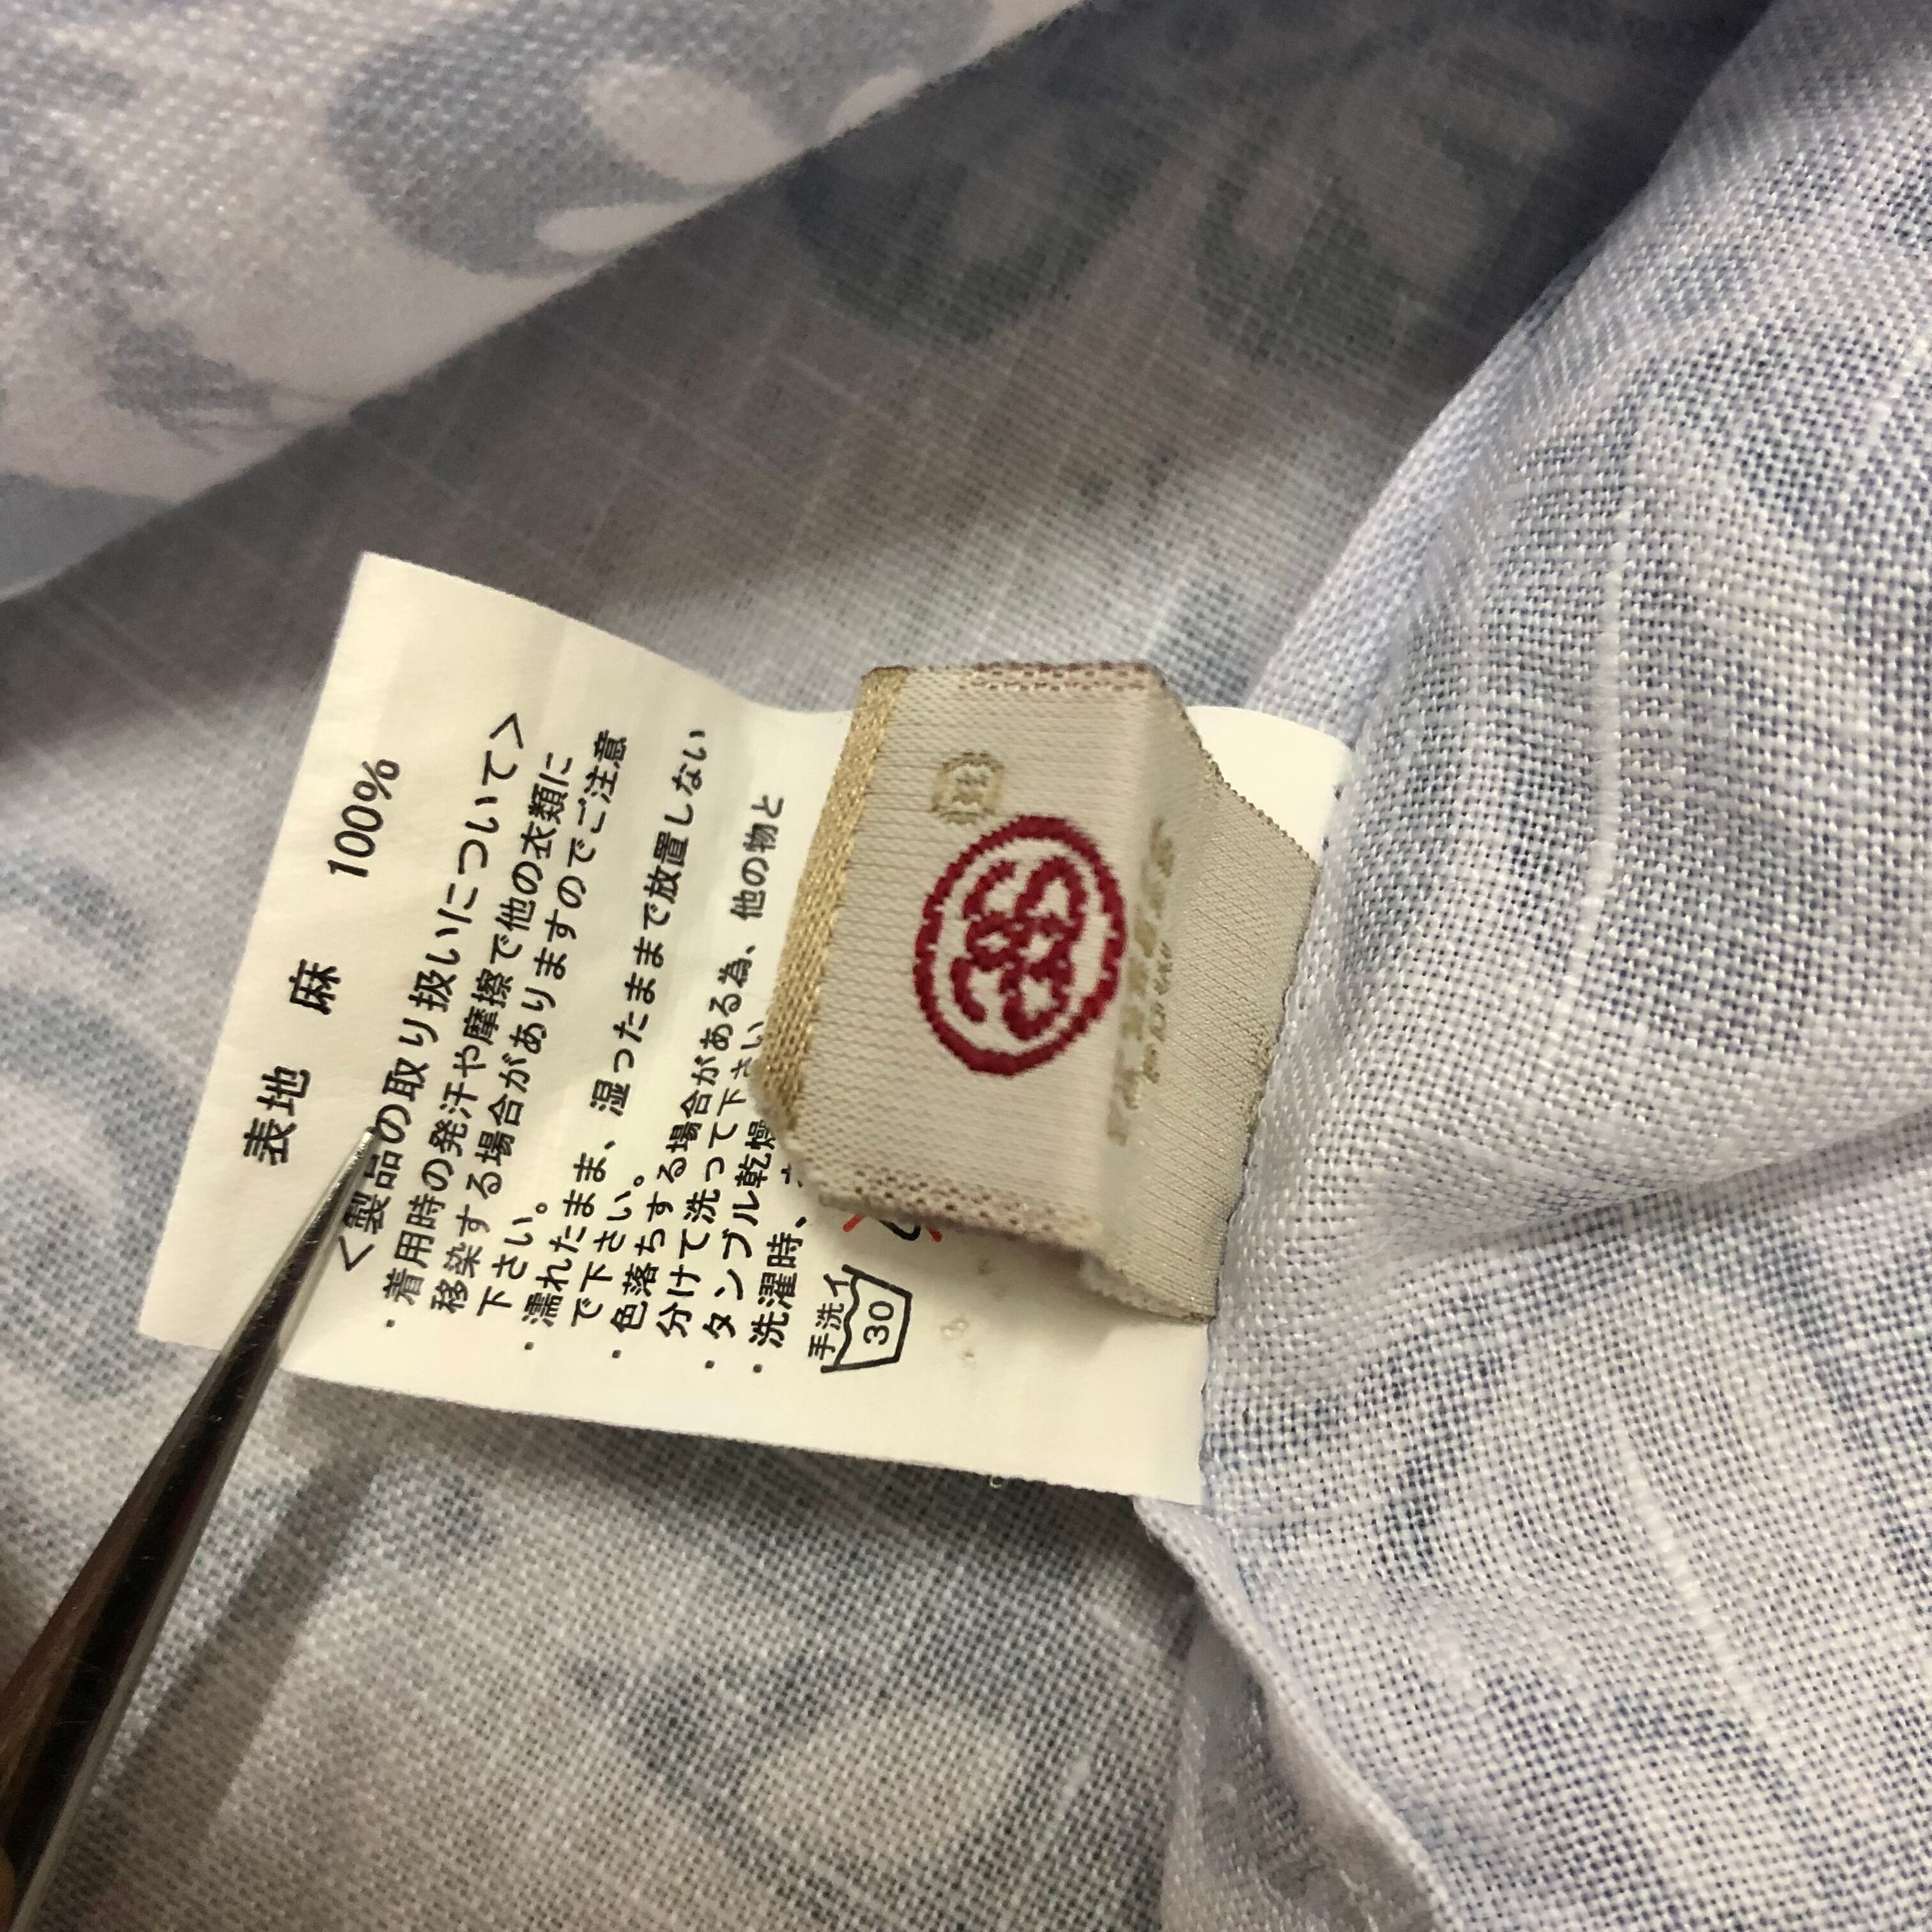 表地 麻 100%
<製品の取り扱いについて>
・着用時の発汗や摩擦で他の衣類に
移染する場合がありますのでご注意
下さい。
・濡れたまま、湿ったままで放置しない
で下さい。
・色落ちする場合がある為、他の物と
分けて洗って下さい
・タンブル乾燥
・洗濯時、
手洗イ
30